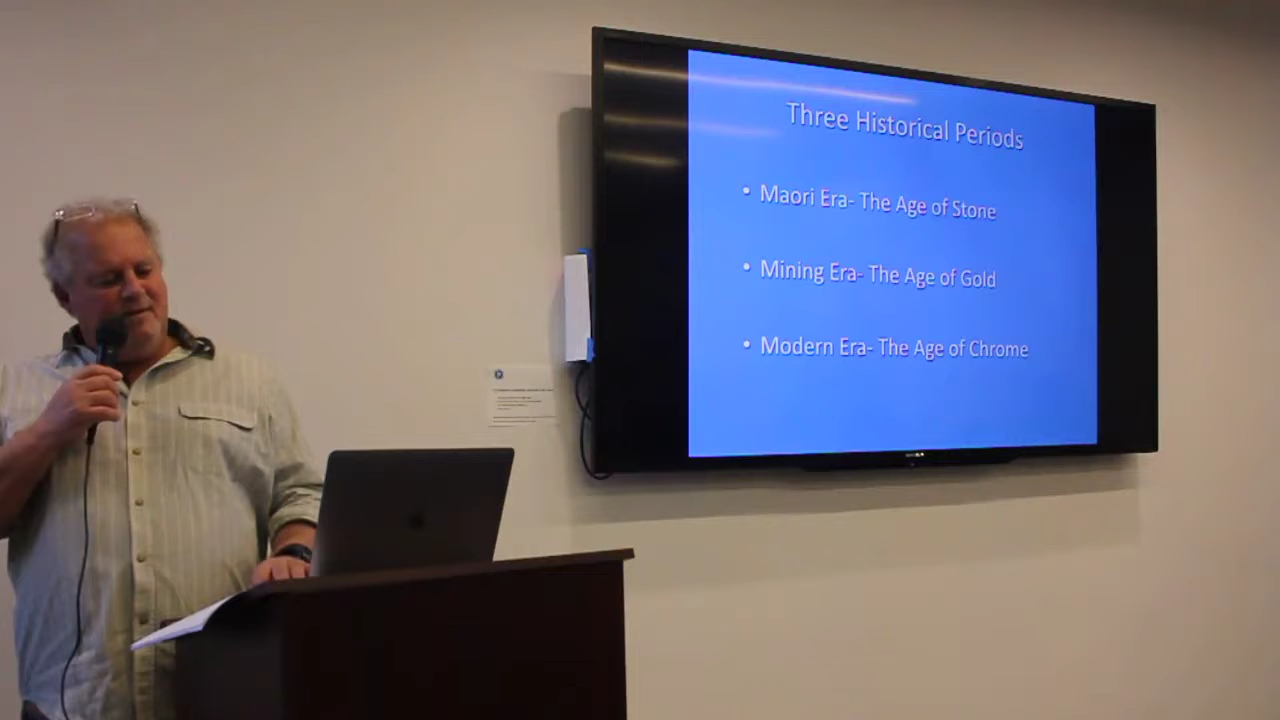 Three Historical Periods
• Maori Era- The Age of Stone
• Mining Era- The Age of Gold
• Modern Era- The Age of Chrome